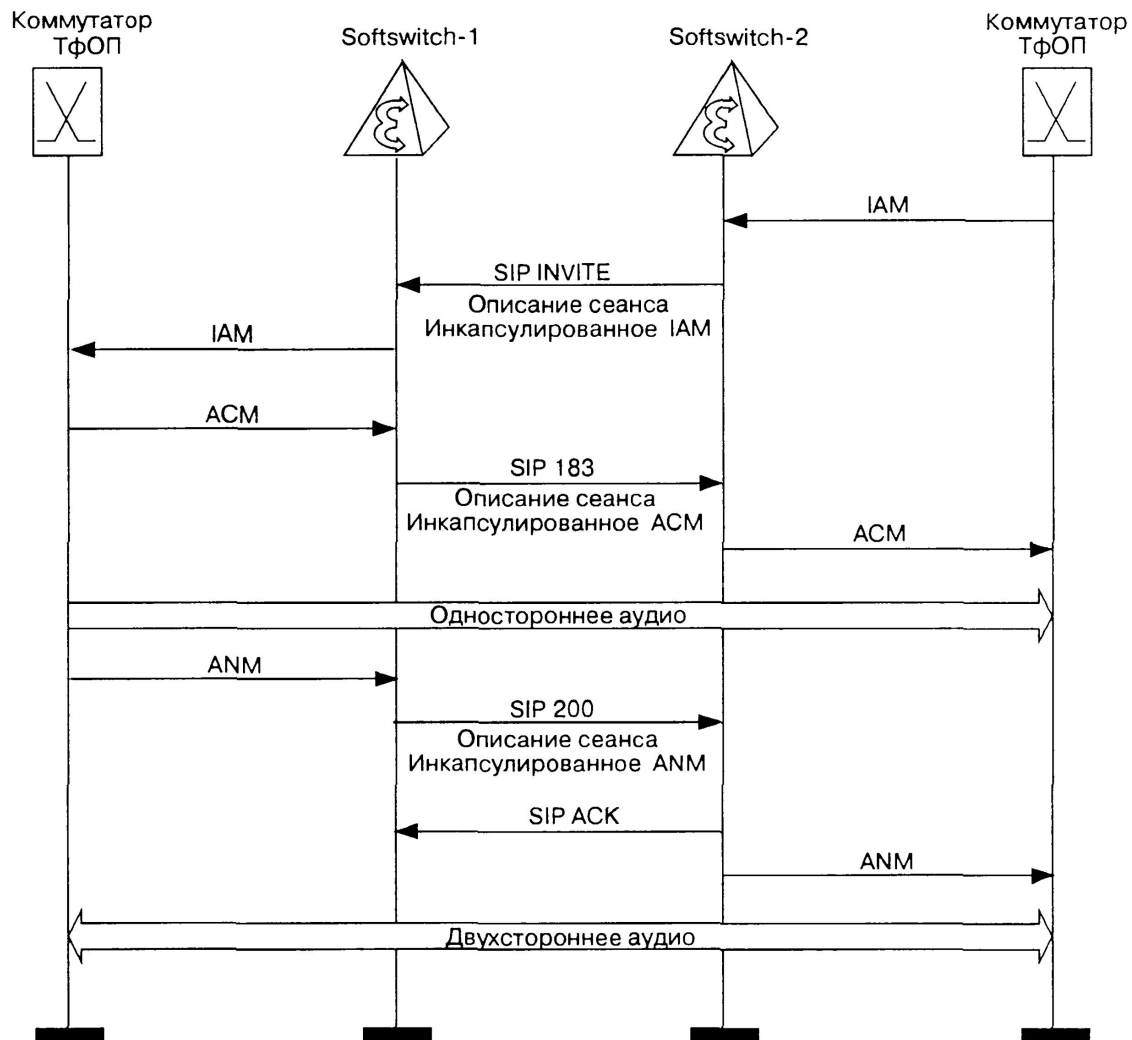 Коммутатор
ТфОП
Softswitch-1
Softswitch-2
Коммутатор
ТфОП
IAM
SIP INVITE
Описание сеанса
Инкапсулированное IAM
IAM
ACM
SIP 183
Описание сеанса
Инкапсулированное ACM
ACM
Одностороннее аудио
ANM
SIP 200
Описание сеанса
Инкапсулированное ANM
SIP ACK
ANM
Двухстороннее аудио